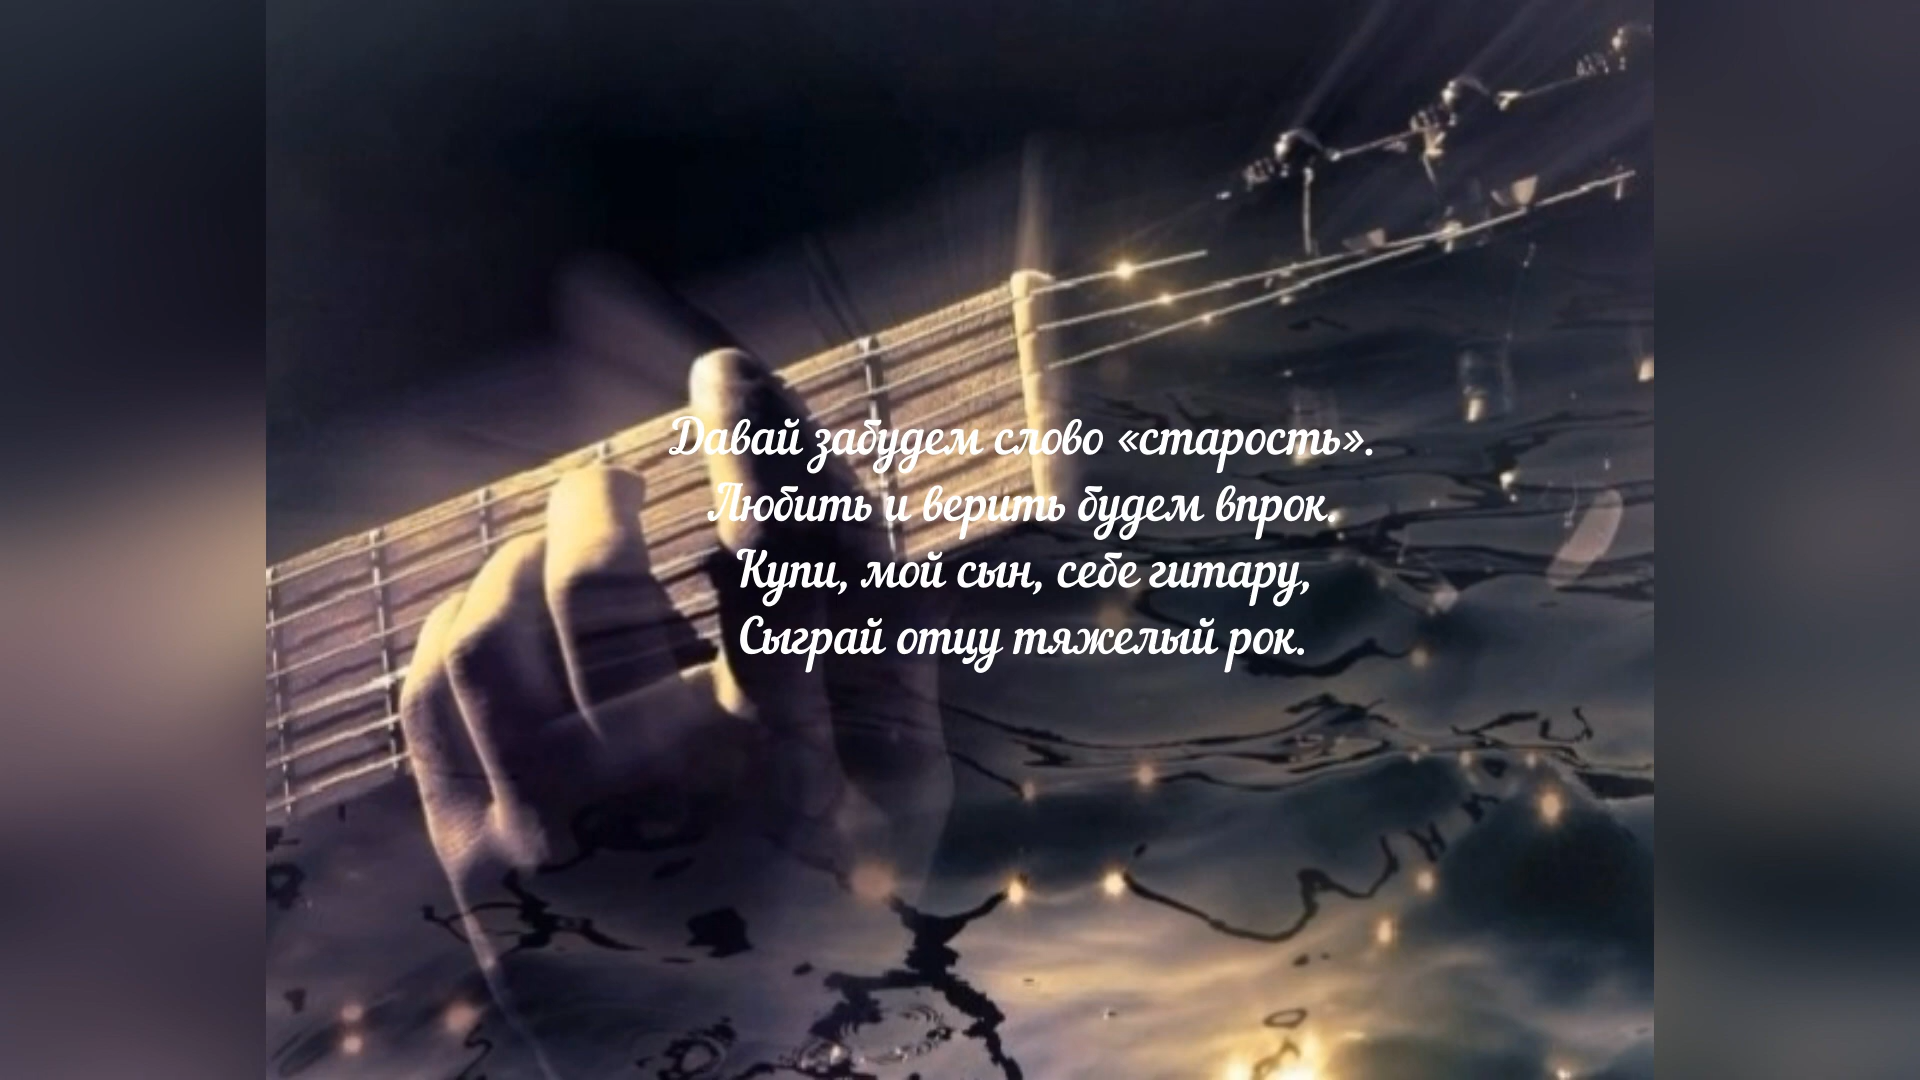 Давай забудем слово «старость».
Любить и верить будем впрок.
Купи, мой сын, себе гитару,
Сыграй отцу тяжелый рок.